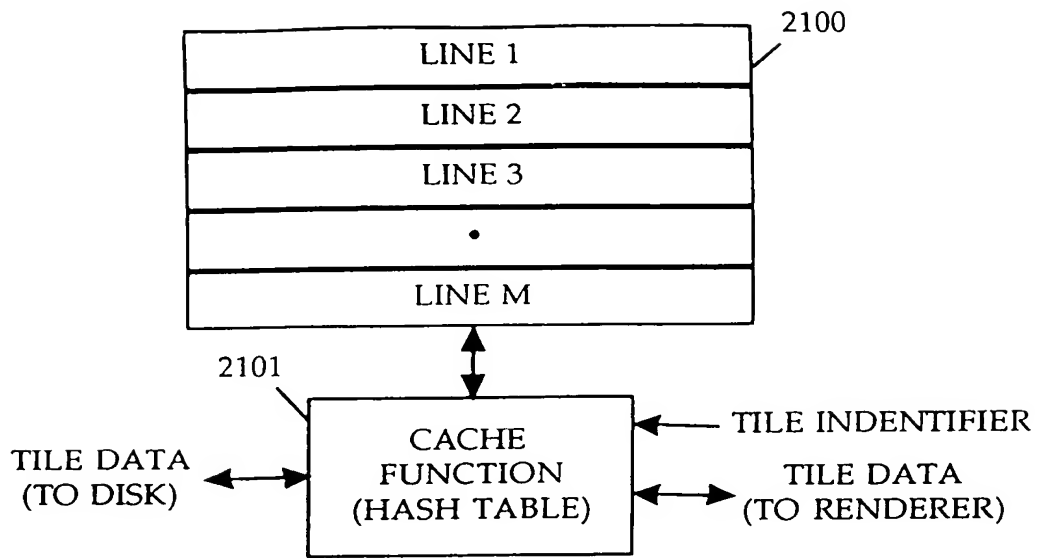 2100
LINE 1
LINE 2
LINE 3
•
LINE M
2101
CACHE
FUNCTION
(HASH TABLE)
TILE INDENTIFIER
TILE DATA
(TO DISK)
TILE DATA
(TO RENDERER)